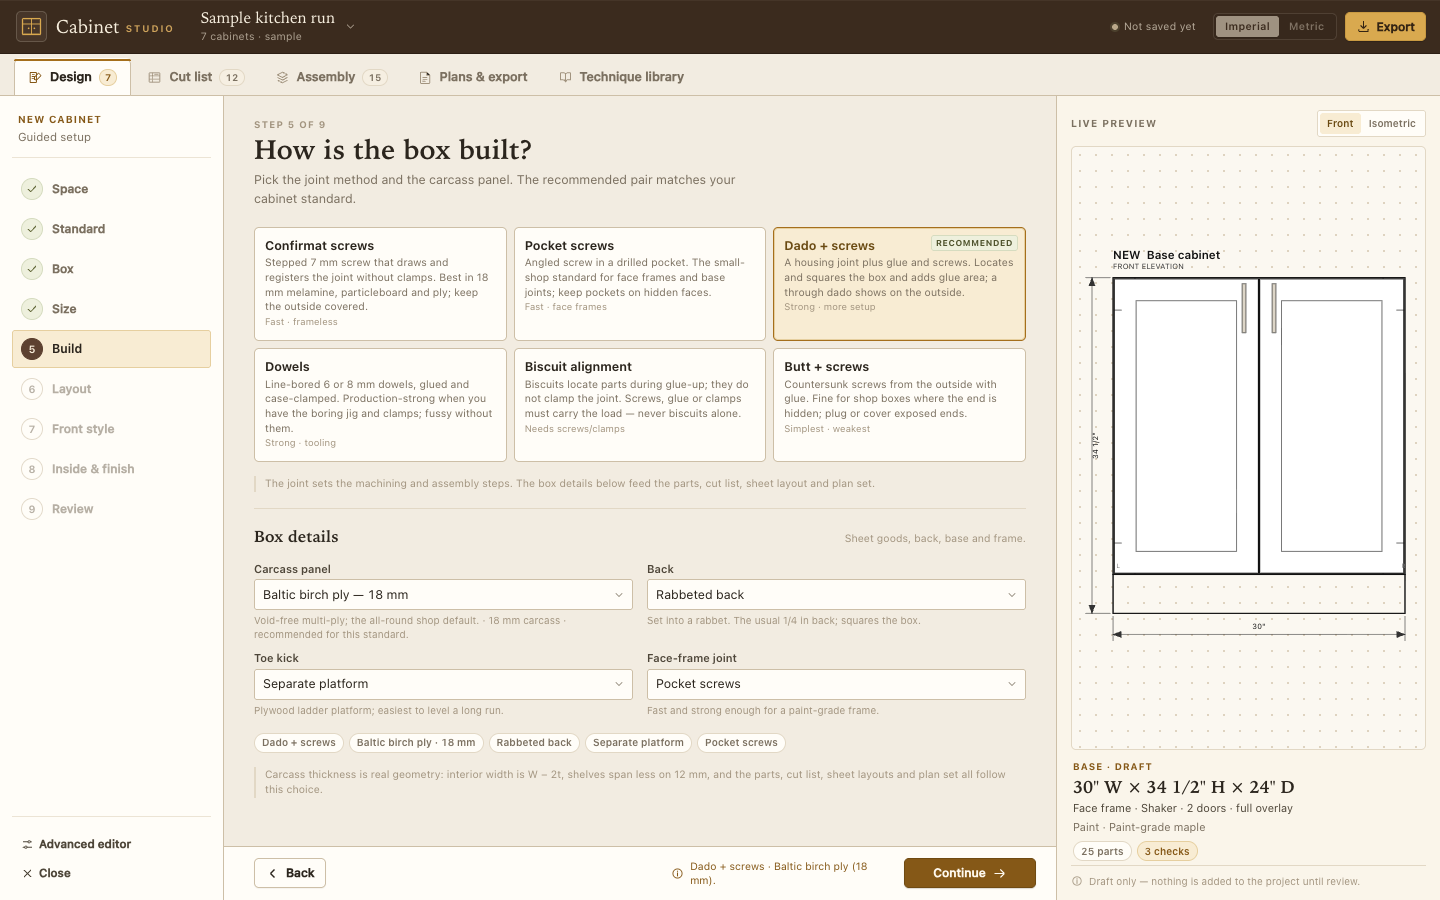 Cabinet STUDIO
Sample kitchen run
7 cabinets · sample
Not saved yet
Imperial Metric
Export
Design 7
Cut list 12
Assembly 15
Plans & export
Technique library
NEW CABINET
Guided setup
Space
Standard
Box
Size
5 Build
6 Layout
7 Front style
8 Inside & finish
9 Review
Advanced editor
Close
STEP 5 OF 9
How is the box built?
Pick the joint method and the carcass panel. The recommended pair matches your
cabinet standard.
Confirmat screws
Stepped 7 mm screw that draws and
registers the joint without clamps. Best in 18
mm melamine, particleboard and ply; keep
the outside covered.
Fast · frameless
Pocket screws
Angled screw in a drilled pocket. The small-
shop standard for face frames and base
joints; keep pockets on hidden faces.
Fast · face frames
Dado + screws
RECOMMENDED
A housing joint plus glue and screws. Locates
and squares the box and adds glue area; a
through dado shows on the outside.
Strong · more setup
Dowels
Line-bored 6 or 8 mm dowels, glued and
case-clamped. Production-strong when you
have the boring jig and clamps; fussy without
them.
Strong · tooling
Biscuit alignment
Biscuits locate parts during glue-up; they do
not clamp the joint. Screws, glue or clamps
must carry the load — never biscuits alone.
Needs screws/clamps
Butt + screws
Countersunk screws from the outside with
glue. Fine for shop boxes where the end is
hidden; plug or cover exposed ends.
Simplest · weakest
The joint sets the machining and assembly steps. The box details below feed the parts, cut list, sheet layout and plan set.
Box details
Sheet goods, back, base and frame.
Carcass panel
Baltic birch ply — 18 mm
Void-free multi-ply; the all-round shop default. · 18 mm carcass ·
recommended for this standard.
Back
Rabbeted back
Set into a rabbet. The usual 1/4 in back; squares the box.
Toe kick
Separate platform
Plywood ladder platform; easiest to level a long run.
Face-frame joint
Pocket screws
Fast and strong enough for a paint-grade frame.
Dado + screws
Baltic birch ply · 18 mm
Rabbeted back
Separate platform
Pocket screws
Carcass thickness is real geometry: interior width is W − 2t, shelves span less on 12 mm, and the parts, cut list, sheet layouts and plan set all follow
this choice.
Back
Dado + screws · Baltic birch ply (18
mm).
Continue
LIVE PREVIEW
Front Isometric
NEW Base cabinet
FRONT ELEVATION
34 1/2"
30"
BASE · DRAFT
30" W × 34 1/2" H × 24" D
Face frame · Shaker · 2 doors · full overlay
Paint · Paint-grade maple
25 parts
3 checks
Draft only — nothing is added to the project until review.